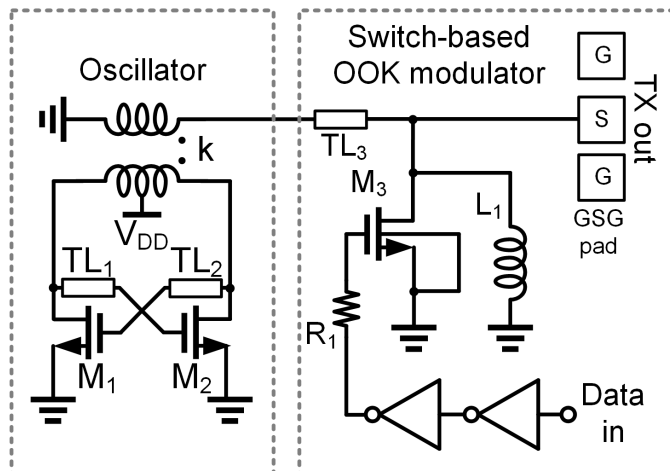 Oscillator
Switch-based
OOK modulator
G
S
G
TX out
GSG
pad
TL₃
k
V_DD
M₃
L₁
TL₁
TL₂
R₁
M₁
M₂
Data
in